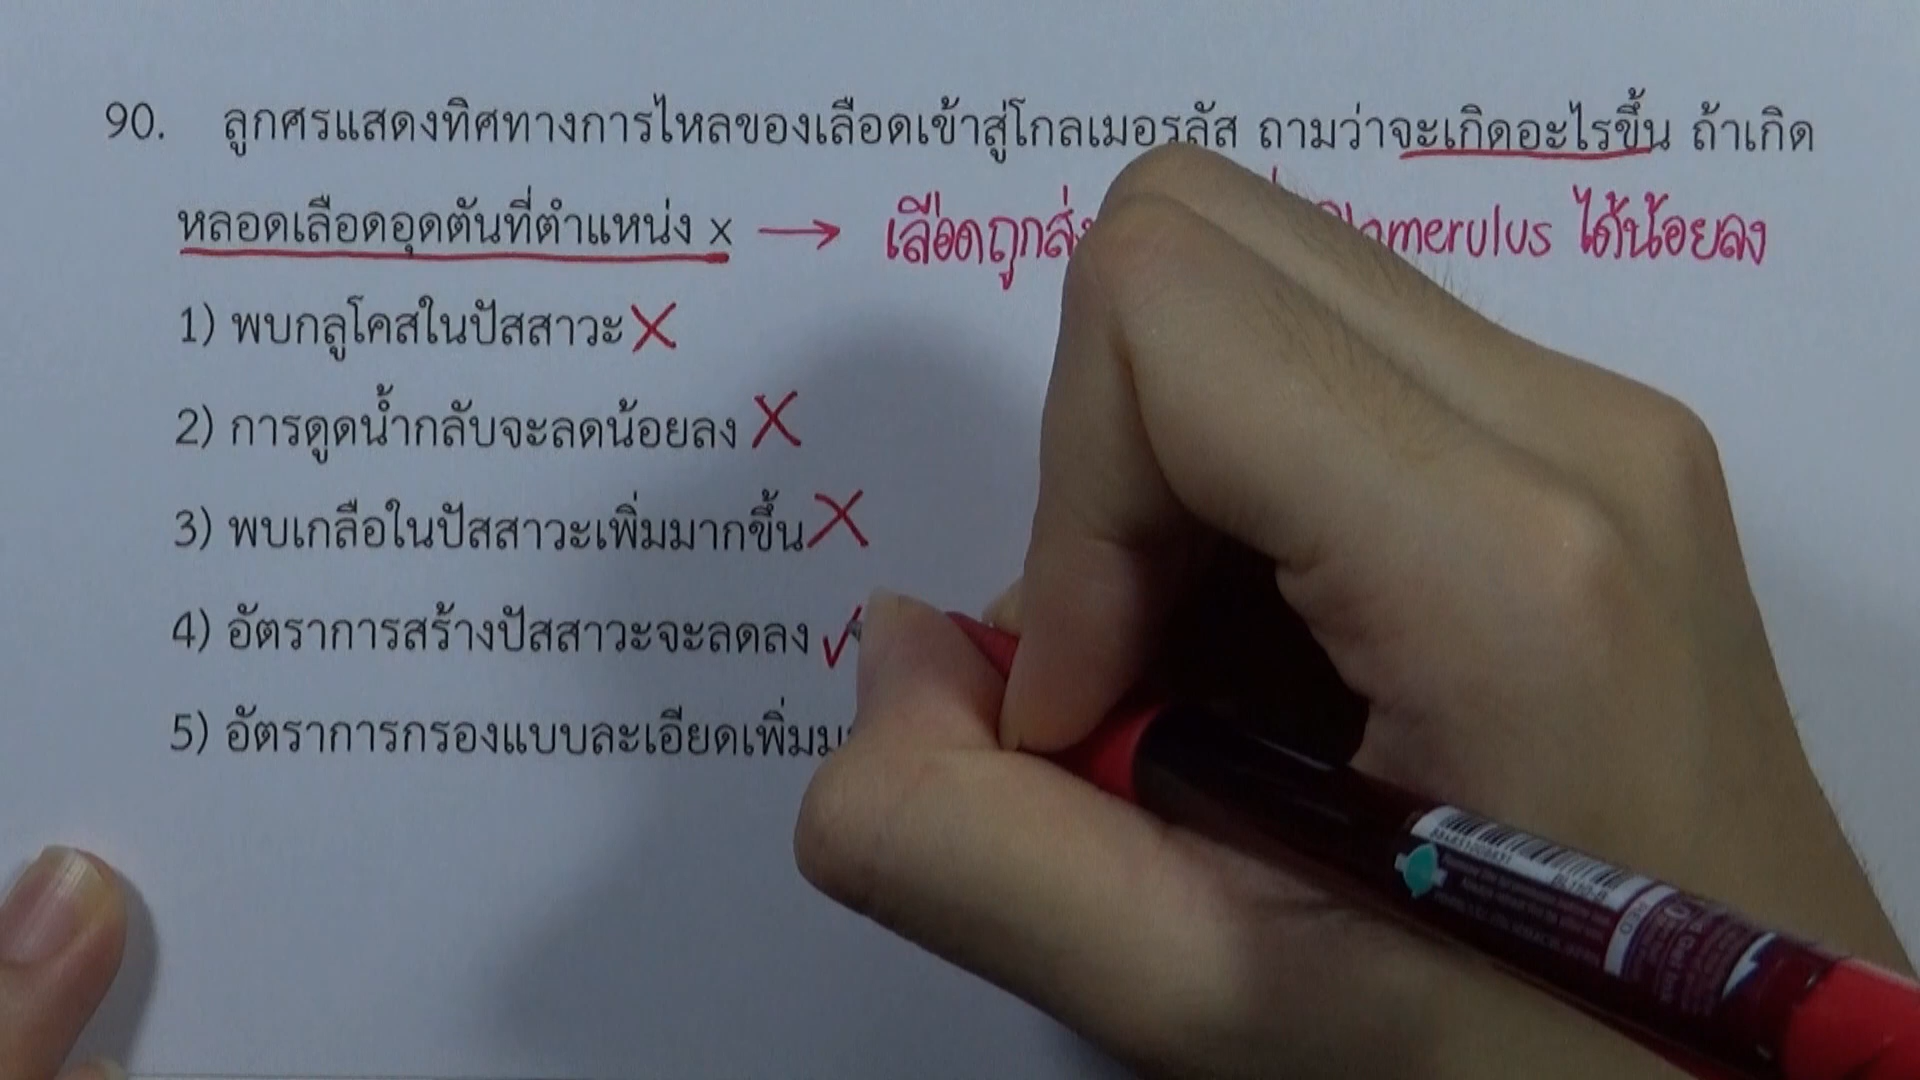 90. ลูกศรแสดงทิศทางการไหลของเลือดเข้าสู่โกลเมอรูลัส ถามว่าจะเกิดอะไรขึ้น ถ้าเกิด
หลอดเลือดอุดตันที่ตำแหน่ง x → เลือดถูกส่ง ได้น้อยลง
1) พบกลูโคสในปัสสาวะ X
2) การดูดน้ำกลับจะลดน้อยลง X
3) พบเกลือในปัสสาวะเพิ่มมากขึ้น X
4) อัตราการสร้างปัสสาวะจะลดลง ✓
5) อัตราการกรองแบบละเอียด